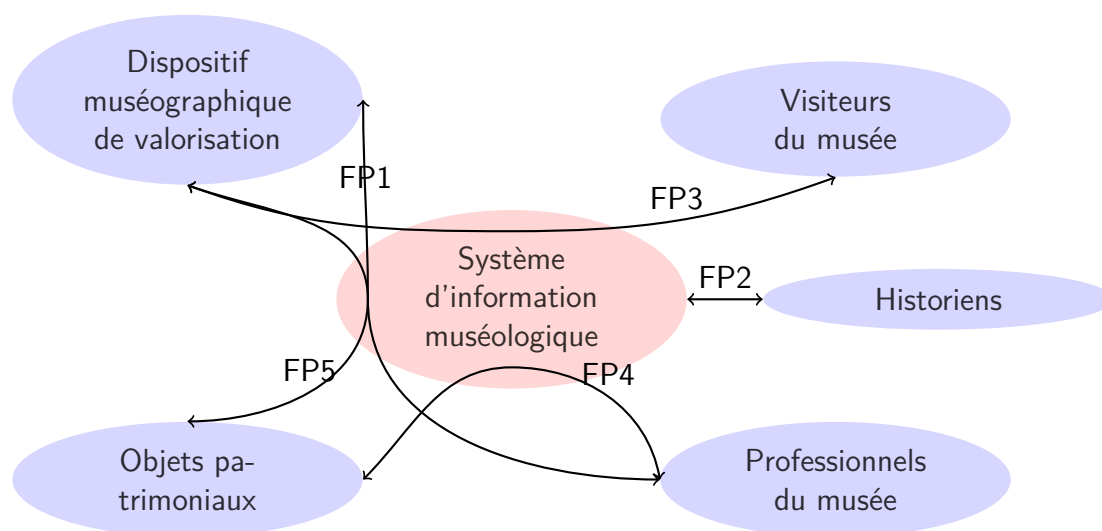 Dispositif
muséographique
de valorisation
Visiteurs
du musée
FP1
FP3
Système
d'information
muséologique
FP2
Historiens
FP5
FP4
Objets pa-
trimoniaux
Professionnels
du musée